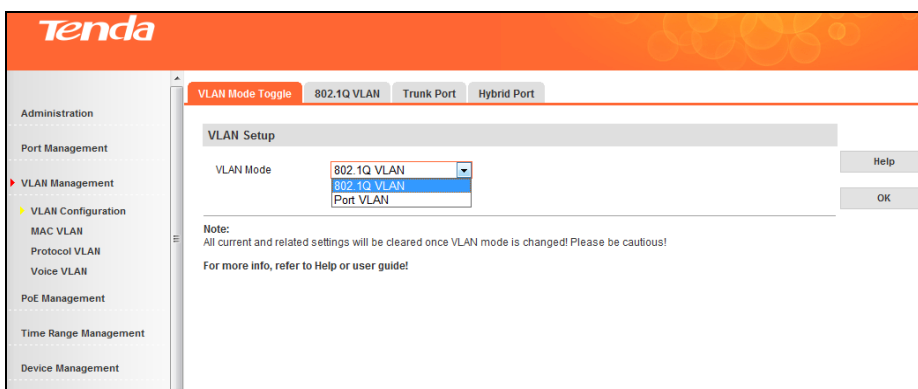 Tenda
VLAN Mode Toggle 802.1Q VLAN Trunk Port Hybrid Port
Administration
Port Management
VLAN Management
VLAN Configuration
MAC VLAN
Protocol VLAN
Voice VLAN
PoE Management
Time Range Management
Device Management
VLAN Setup
VLAN Mode 802.1Q VLAN
802.1Q VLAN
Port VLAN
Note:
All current and related settings will be cleared once VLAN mode is changed! Please be cautious!
For more info, refer to Help or user guide!
Help
OK